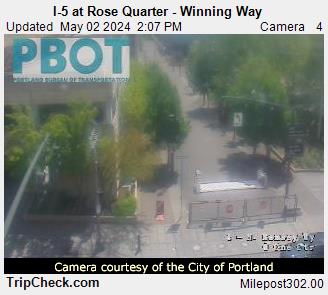 I-5 at Rose Quarter - Winning Way
Updated May 02 2024 2:07 PM Camera 4
PBOT
PORTLAND BUREAU OF TRANSPORTATION
Camera courtesy of the City of Portland
TripCheck.com Milepost302.00